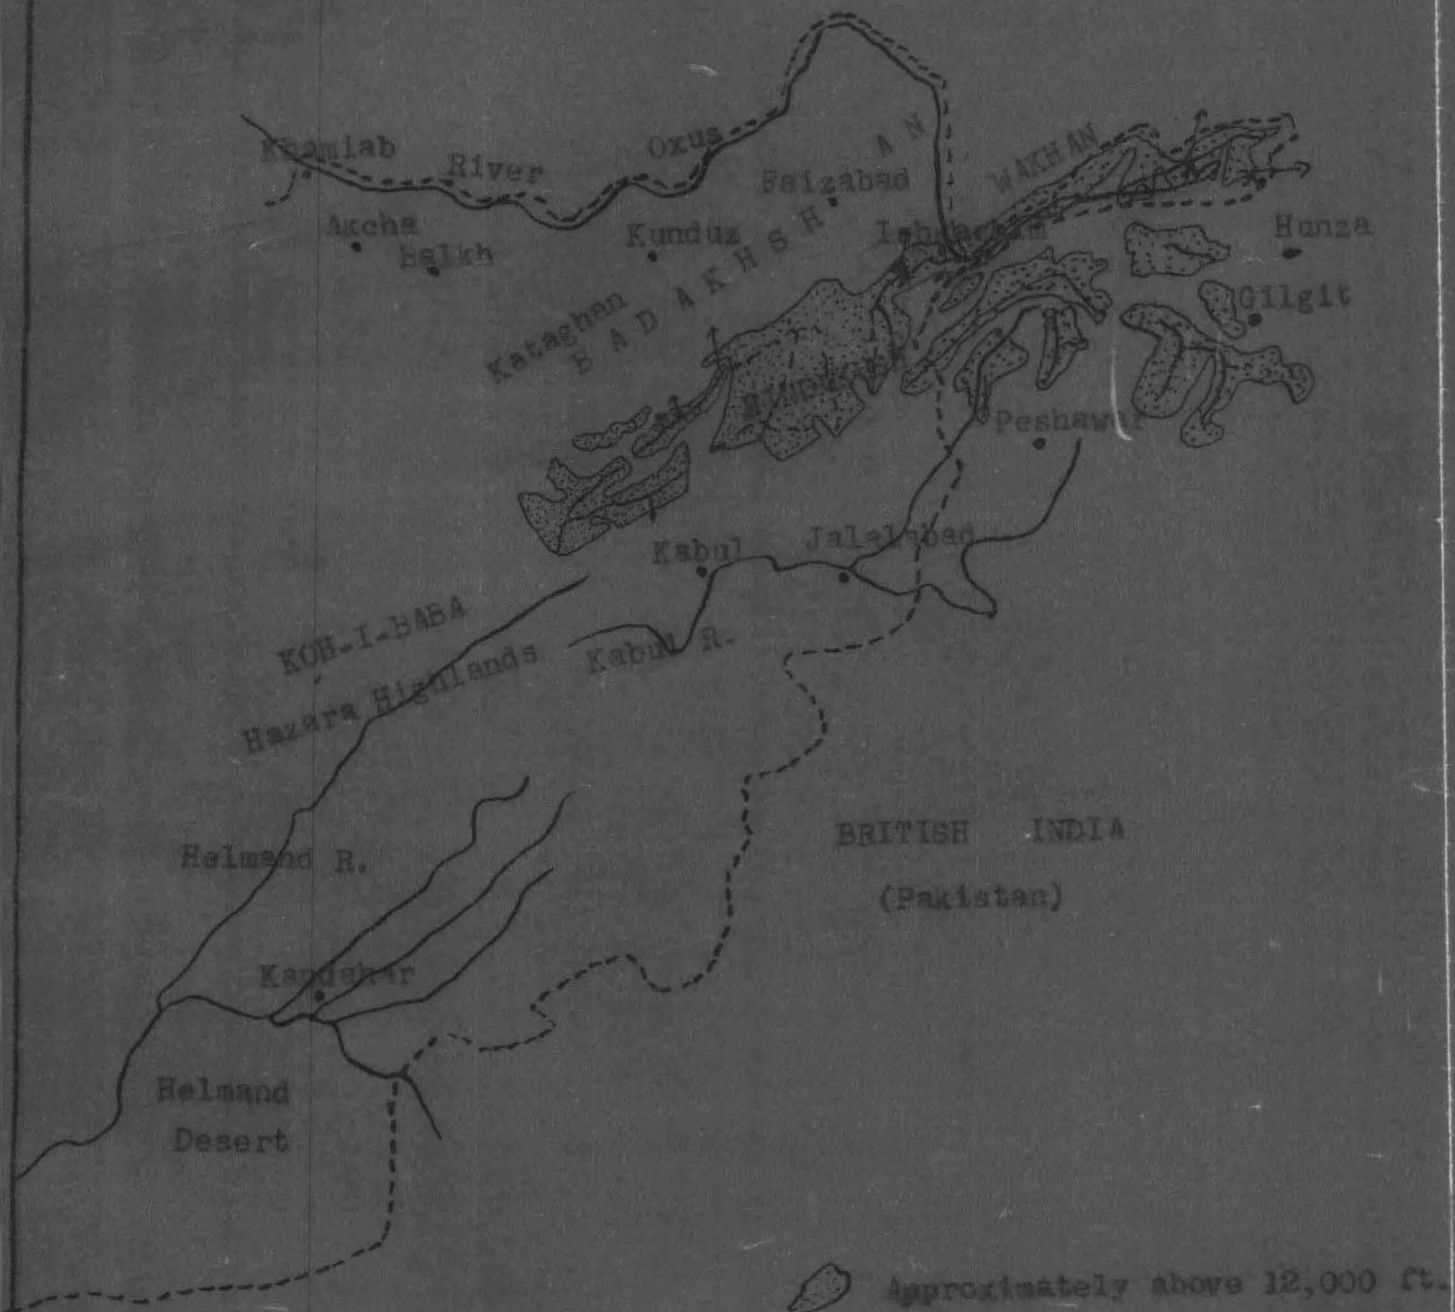 Khamiab
River
Oxus
BADAKHSHAN
WAKHAN
Faizabad
Akcha
Balkh
Kunduz
Hunza
Kataghan
Gilgit
Peshawar
Kabul
Jalalabad
KOH-I-BABA
Hazara Highlands
Kabul R.
Helmand R.
BRITISH INDIA
(Pakistan)
Kandahar
Helmand
Desert
Approximately above 12,000 ft.